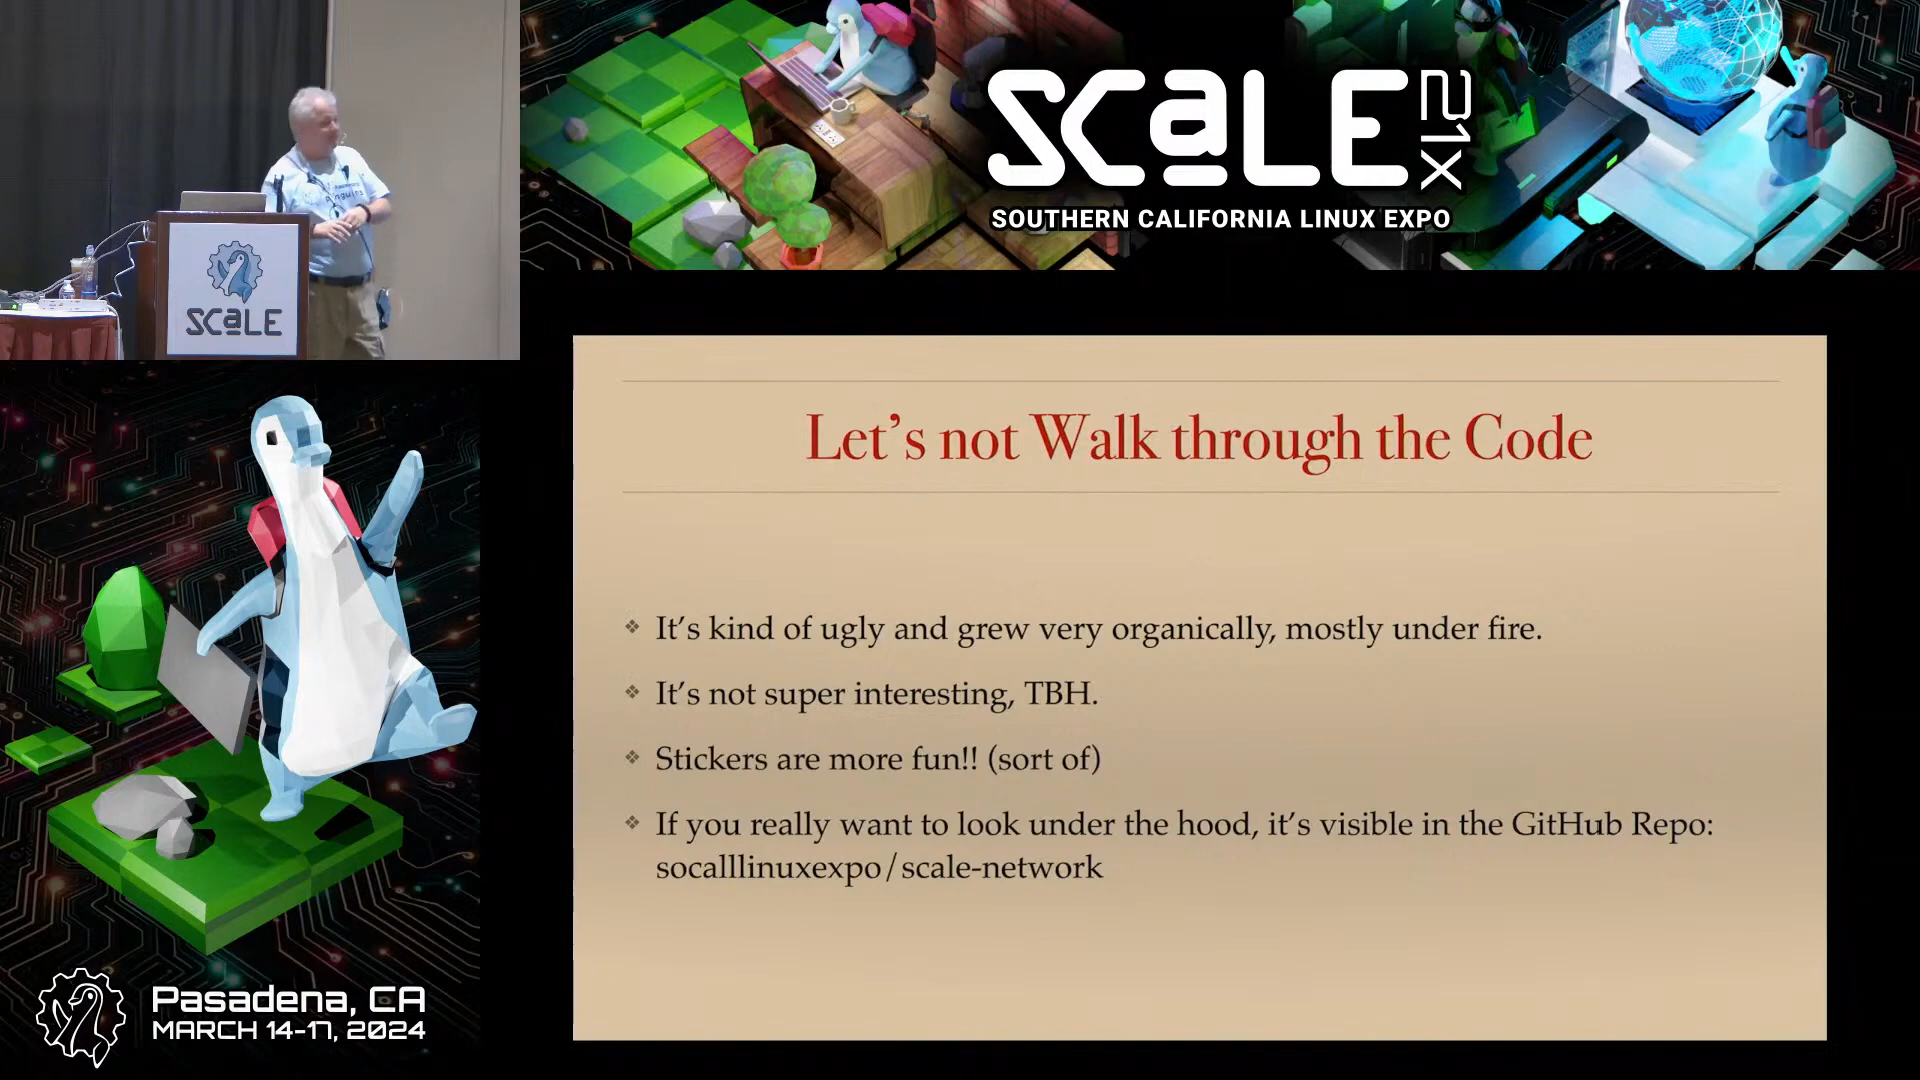 SCaLE 21x
SOUTHERN CALIFORNIA LINUX EXPO
SCaLE
Let's not Walk through the Code
❖ It's kind of ugly and grew very organically, mostly under fire.
❖ It's not super interesting, TBH.
❖ Stickers are more fun!! (sort of)
❖ If you really want to look under the hood, it's visible in the GitHub Repo:
socalllinuxexpo/scale-network
Pasadena, CA
MARCH 14-17, 2024